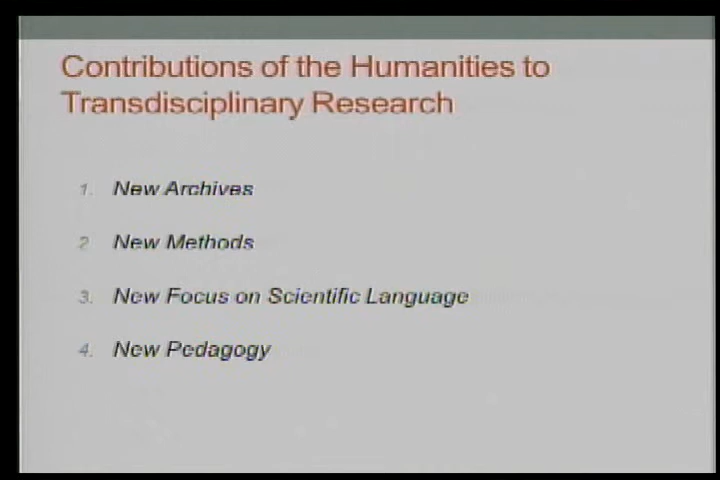 Contributions of the Humanities to
Transdisciplinary Research
1. New Archives
2 New Methods
3. New Focus on Scientific Language
4. New Pedagogy